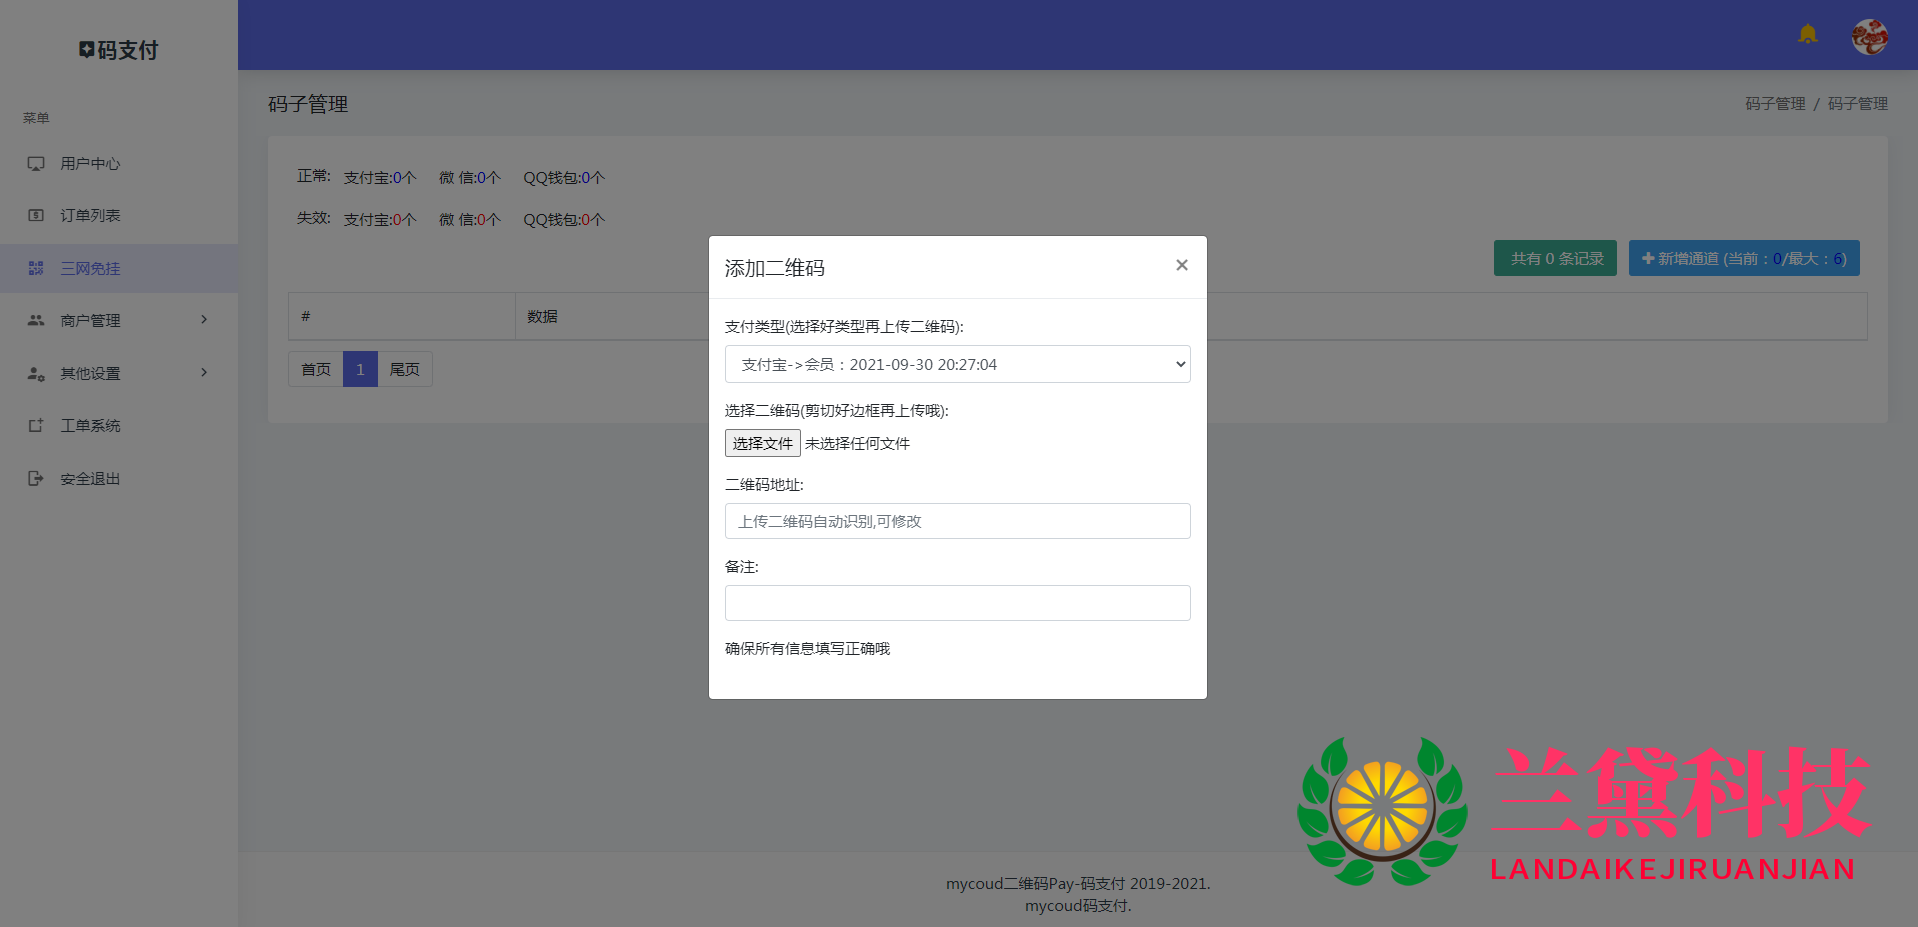 码支付
菜单
用户中心
订单列表
三网免挂
商户管理
其他设置
工单系统
安全退出
码子管理
码子管理 / 码子管理
正常: 支付宝:0个 微 信:0个 QQ钱包:0个
失效: 支付宝:0个 微 信:0个 QQ钱包:0个
共有 0 条记录
新增通道 (当前：0/最大：6)
# 数据
首页 1 尾页
添加二维码 ×
支付类型(选择好类型再上传二维码):
支付宝->会员：2021-09-30 20:27:04
选择二维码(剪切好边框再上传哦):
选择文件 未选择任何文件
二维码地址:
上传二维码自动识别,可修改
备注:
确保所有信息填写正确哦
兰黛科技
LANDAIKEJIRUANJIAN
mycoud二维码Pay-码支付 2019-2021.
mycoud码支付.